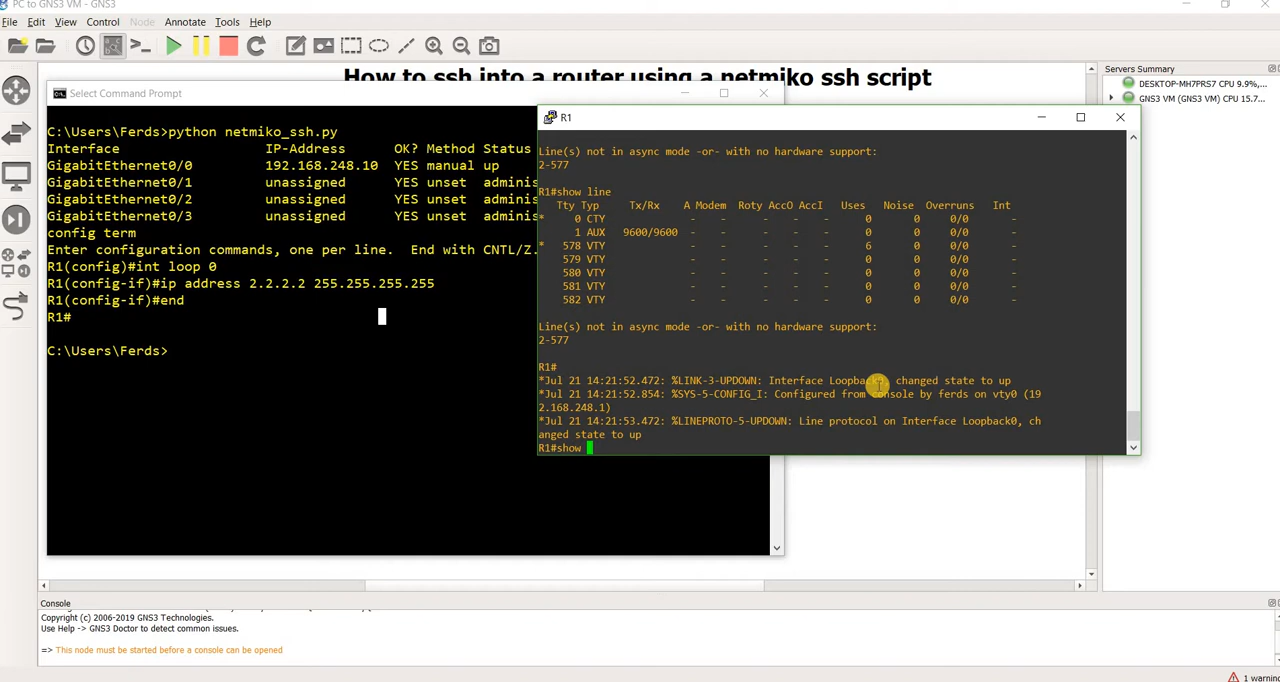 PC to GNS3 VM - GNS3
File Edit View Control Node Annotate Tools Help
How to ssh into a router using a netmiko ssh script
Servers Summary
DESKTOP-MH7PRS7 CPU 9.9%,...
GNS3 VM (GNS3 VM) CPU 15.7...
Select Command Prompt
C:\Users\Ferds>python netmiko_ssh.py
Interface IP-Address OK? Method Status
GigabitEthernet0/0 192.168.248.10 YES manual up
GigabitEthernet0/1 unassigned YES unset adminis
GigabitEthernet0/2 unassigned YES unset adminis
GigabitEthernet0/3 unassigned YES unset adminis
config term
Enter configuration commands, one per line. End with CNTL/Z.
R1(config)#int loop 0
R1(config-if)#ip address 2.2.2.2 255.255.255.255
R1(config-if)#end
R1#
C:\Users\Ferds>
R1
Line(s) not in async mode -or- with no hardware support:
2-577
R1#show line
Tty Typ Tx/Rx A Modem Roty AccO AccI Uses Noise Overruns Int
* 0 CTY - - - - - 0 0 0/0 -
1 AUX 9600/9600 - - - - - 0 0 0/0 -
* 578 VTY - - - - - 6 0 0/0 -
579 VTY - - - - - 0 0 0/0 -
580 VTY - - - - - 0 0 0/0 -
581 VTY - - - - - 0 0 0/0 -
582 VTY - - - - - 0 0 0/0 -
Line(s) not in async mode -or- with no hardware support:
2-577
R1#
*Jul 21 14:21:52.472: %LINK-3-UPDOWN: Interface Loopback0, changed state to up
*Jul 21 14:21:52.854: %SYS-5-CONFIG_I: Configured from console by ferds on vty0 (19
2.168.248.1)
*Jul 21 14:21:53.472: %LINEPROTO-5-UPDOWN: Line protocol on Interface Loopback0, ch
anged state to up
R1#show
Console
Copyright (c) 2006-2019 GNS3 Technologies.
Use Help -> GNS3 Doctor to detect common issues.
=> This node must be started before a console can be opened
1 warning